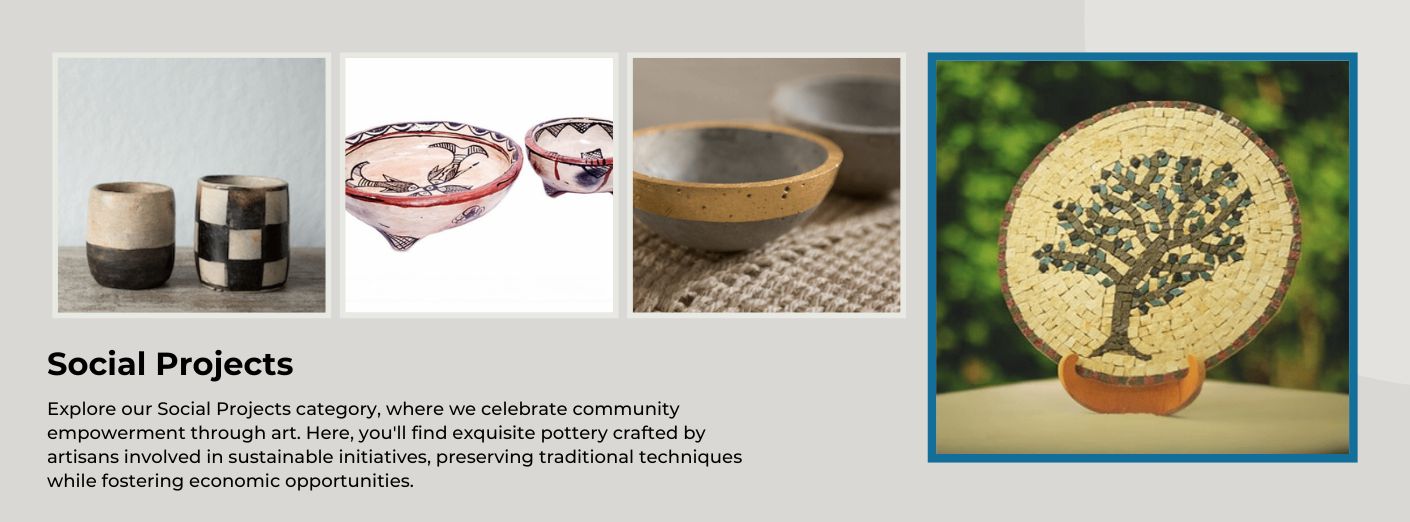 Social Projects
Explore our Social Projects category, where we celebrate community
empowerment through art. Here, you'll find exquisite pottery crafted by
artisans involved in sustainable initiatives, preserving traditional techniques
while fostering economic opportunities.